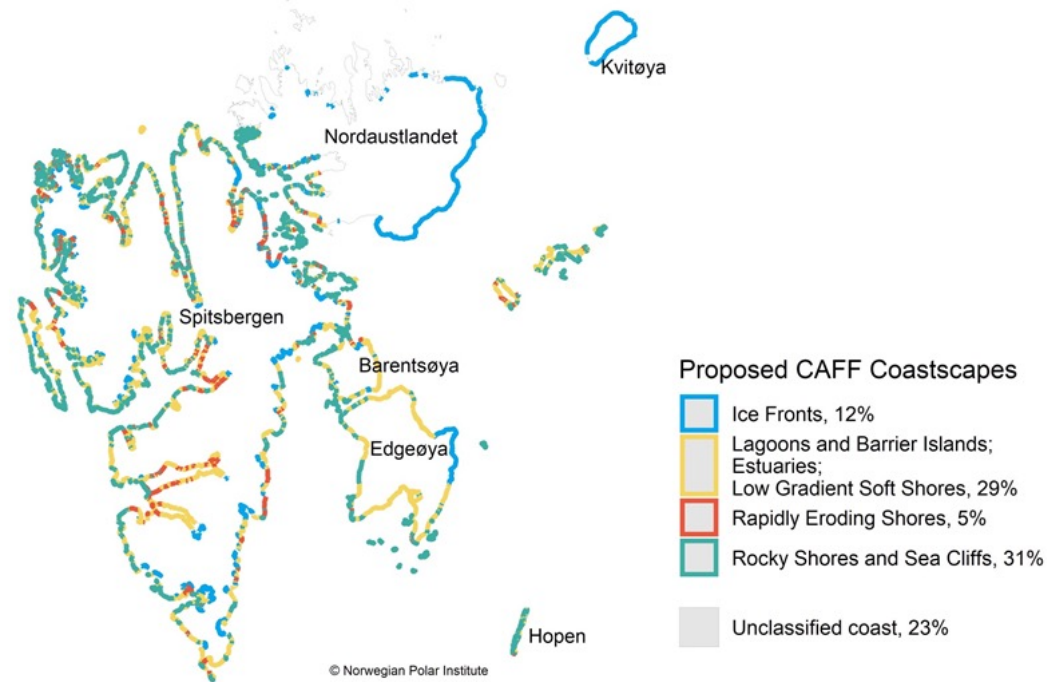 Kvitøya
Nordaustlandet
Spitsbergen
Barentsøya
Edgeøya
Hopen
© Norwegian Polar Institute
Proposed CAFF Coastscapes
Ice Fronts, 12%
Lagoons and Barrier Islands;
Estuaries;
Low Gradient Soft Shores, 29%
Rapidly Eroding Shores, 5%
Rocky Shores and Sea Cliffs, 31%
Unclassified coast, 23%